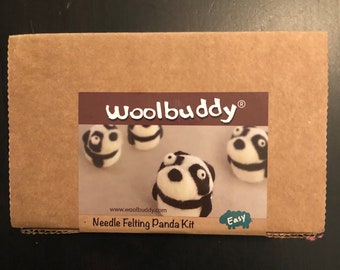 woolbuddy®
www.woolbuddy.com
Needle Felting Panda Kit
Easy